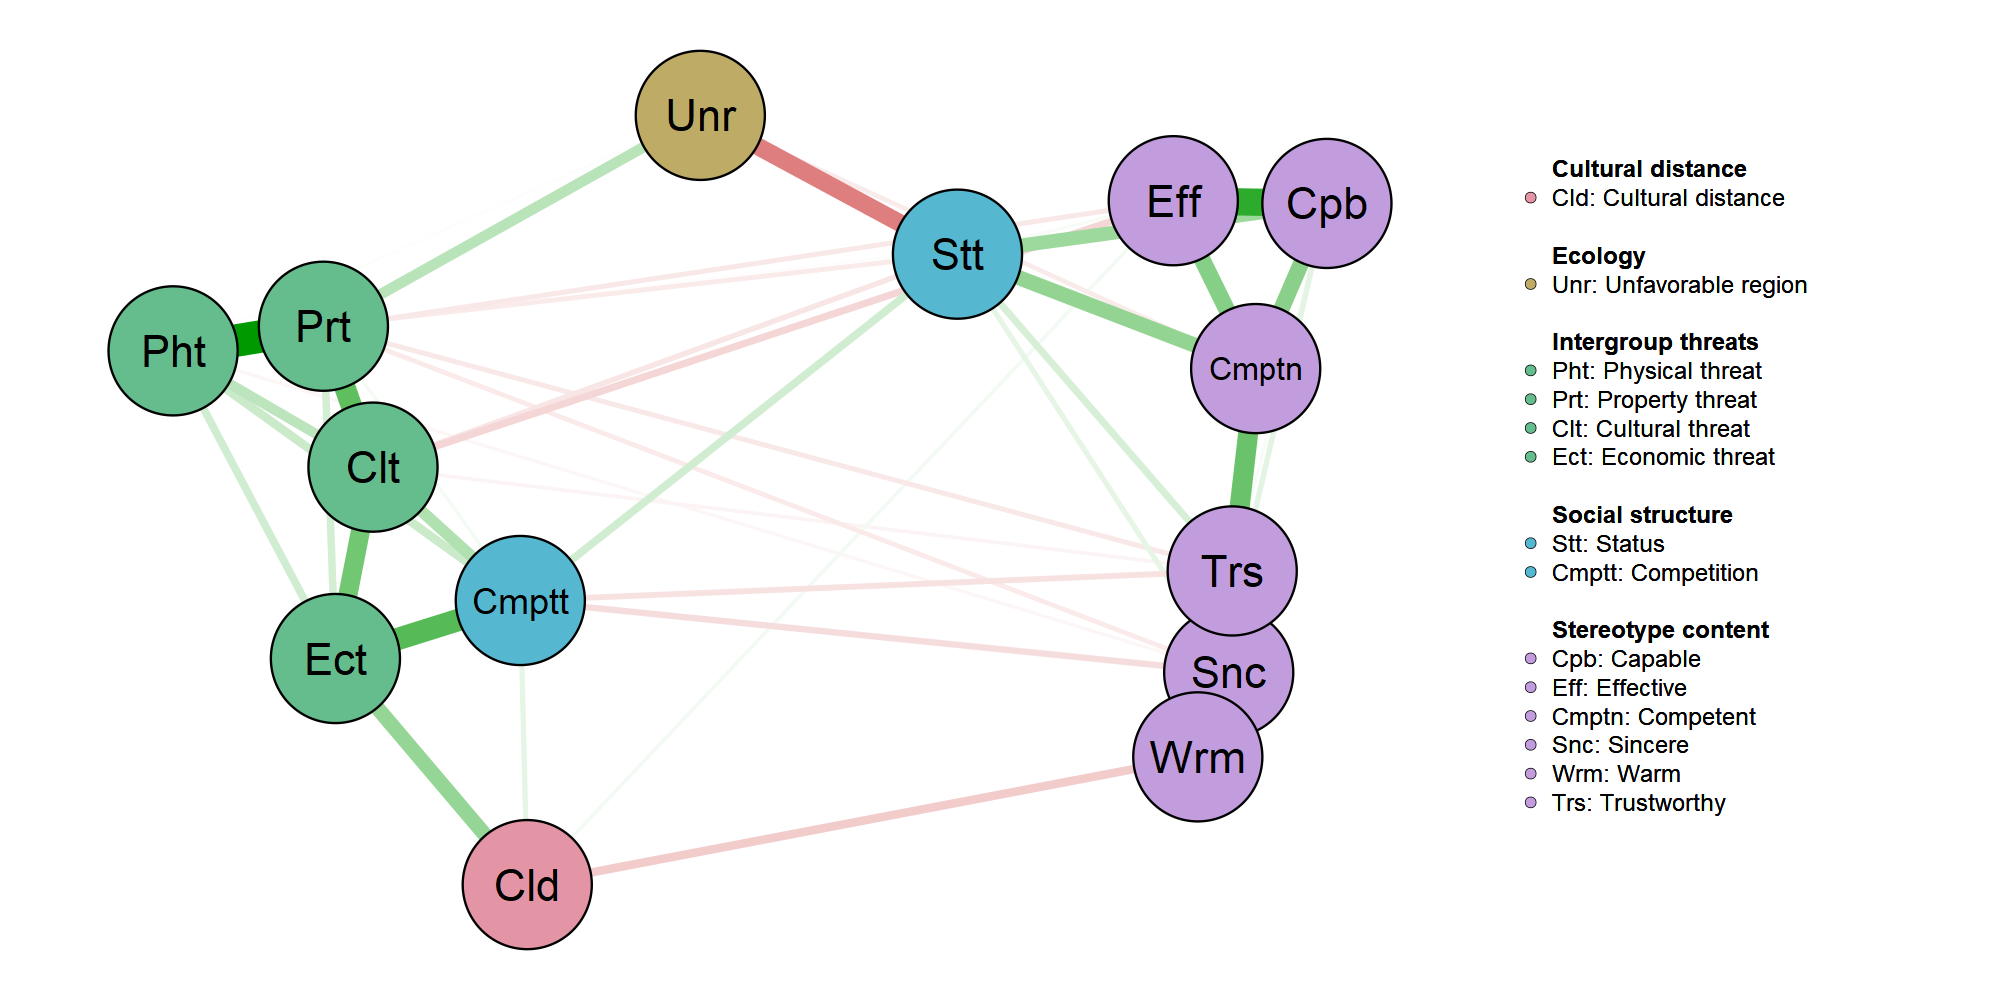 Unr
Eff
Cpb
Stt
Prt
Pht
Cmptn
Clt
Trs
Cmptt
Ect
Snc
Wrm
Cld
Cultural distance
Cld: Cultural distance
Ecology
Unr: Unfavorable region
Intergroup threats
Pht: Physical threat
Prt: Property threat
Clt: Cultural threat
Ect: Economic threat
Social structure
Stt: Status
Cmptt: Competition
Stereotype content
Cpb: Capable
Eff: Effective
Cmptn: Competent
Snc: Sincere
Wrm: Warm
Trs: Trustworthy